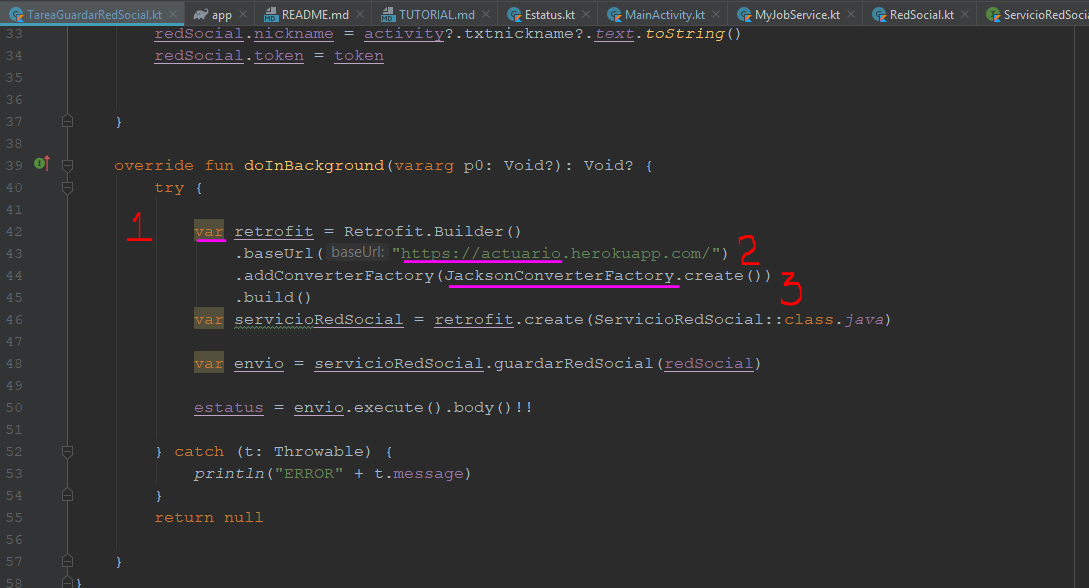 TareaGuardarRedSocial.kt app README.md TUTORIAL.md Estatus.kt MainActivity.kt MyJobService.kt RedSocial.kt ServicioRedSocia
33 redSocial.nickname = activity?.txtnickname?.text.toString()
34 redSocial.token = token
35
36
37 }
38
39 override fun doInBackground(vararg p0: Void?): Void? {
40 try {
41
1
42 var retrofit = Retrofit.Builder()
43 .baseUrl( baseUrl: "https://actuario.herokuapp.com/") 2
44 .addConverterFactory(JacksonConverterFactory.create())
45 .build() 3
46 var servicioRedSocial = retrofit.create(ServicioRedSocial::class.java)
47
48 var envio = servicioRedSocial.guardarRedSocial(redSocial)
49
50 estatus = envio.execute().body()!!
51
52 } catch (t: Throwable) {
53 println("ERROR" + t.message)
54 }
55 return null
56
57 }
58 }